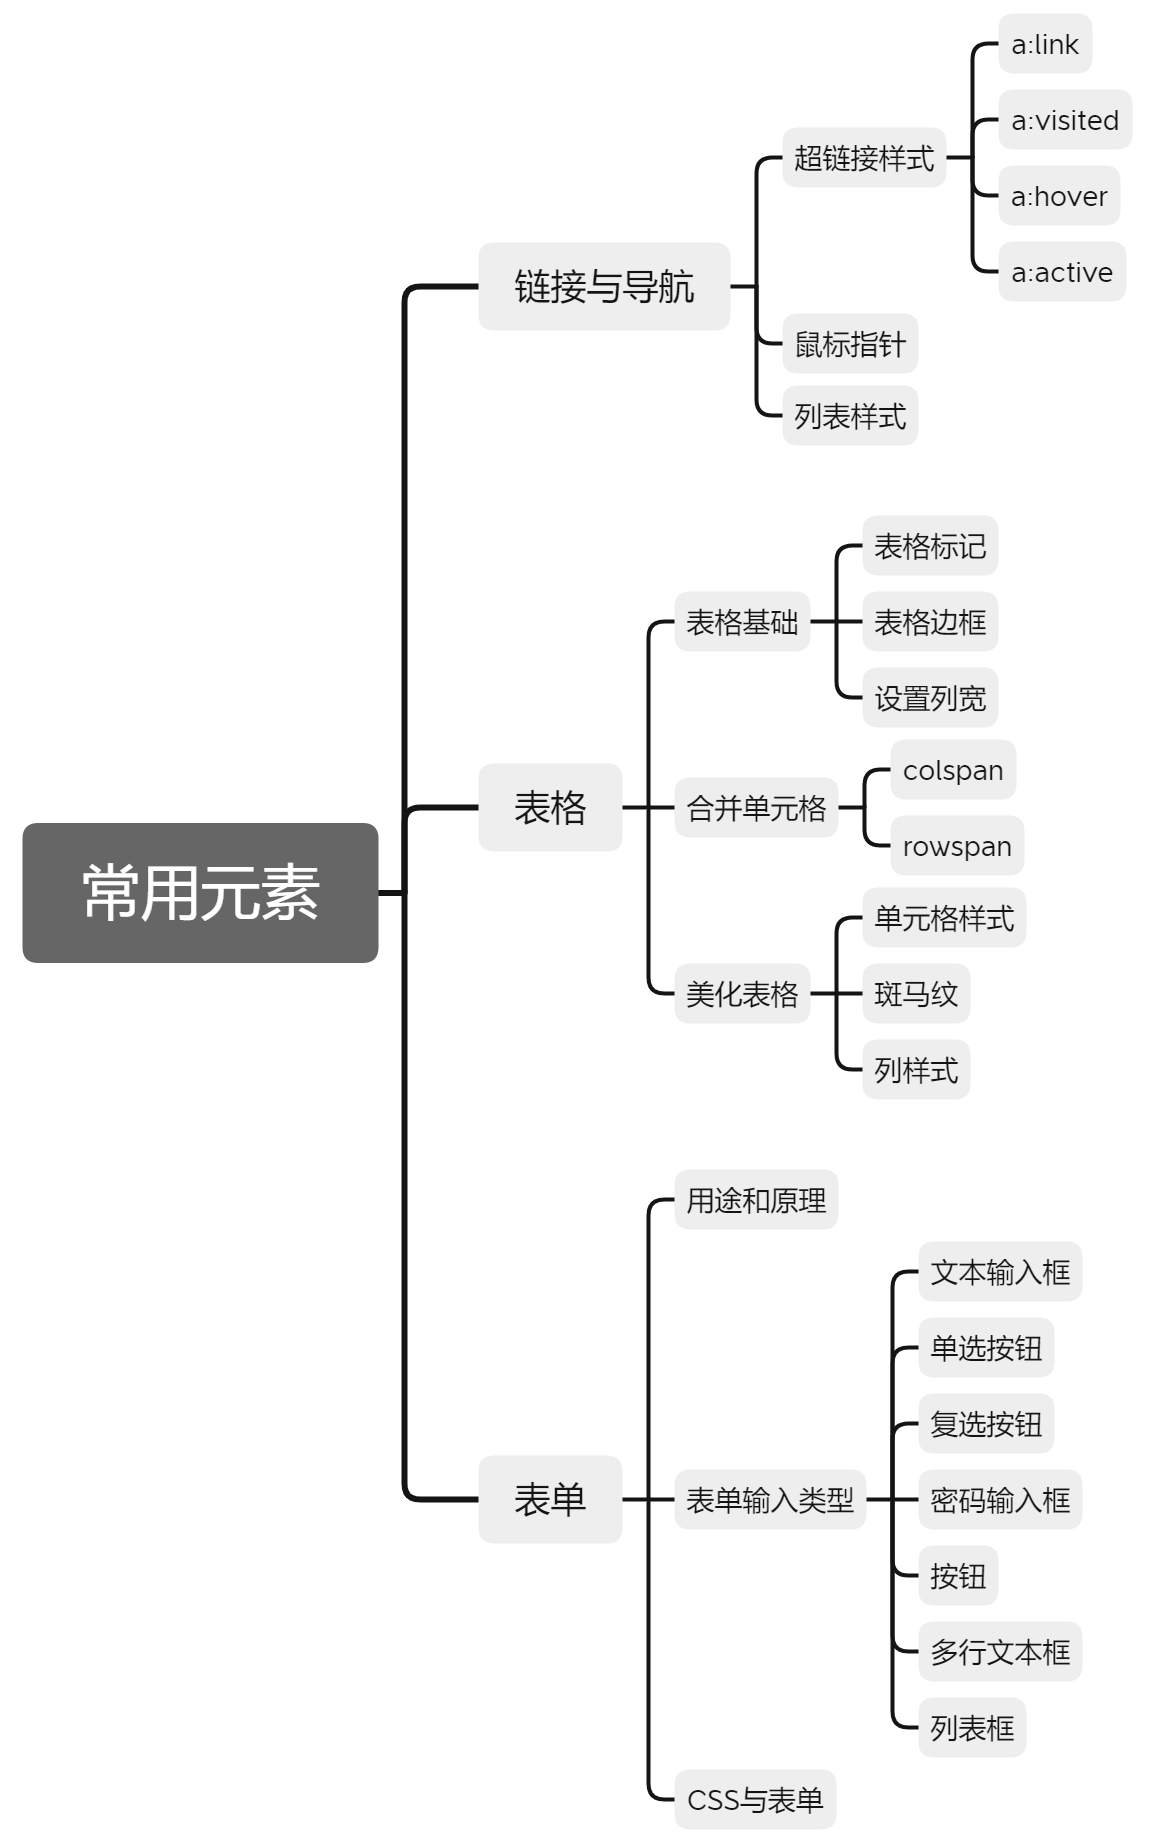 常用元素
链接与导航
超链接样式
a:link
a:visited
a:hover
a:active
鼠标指针
列表样式
表格
表格基础
表格标记
表格边框
设置列宽
合并单元格
colspan
rowspan
美化表格
单元格样式
斑马纹
列样式
表单
用途和原理
表单输入类型
文本输入框
单选按钮
复选按钮
密码输入框
按钮
多行文本框
列表框
CSS与表单